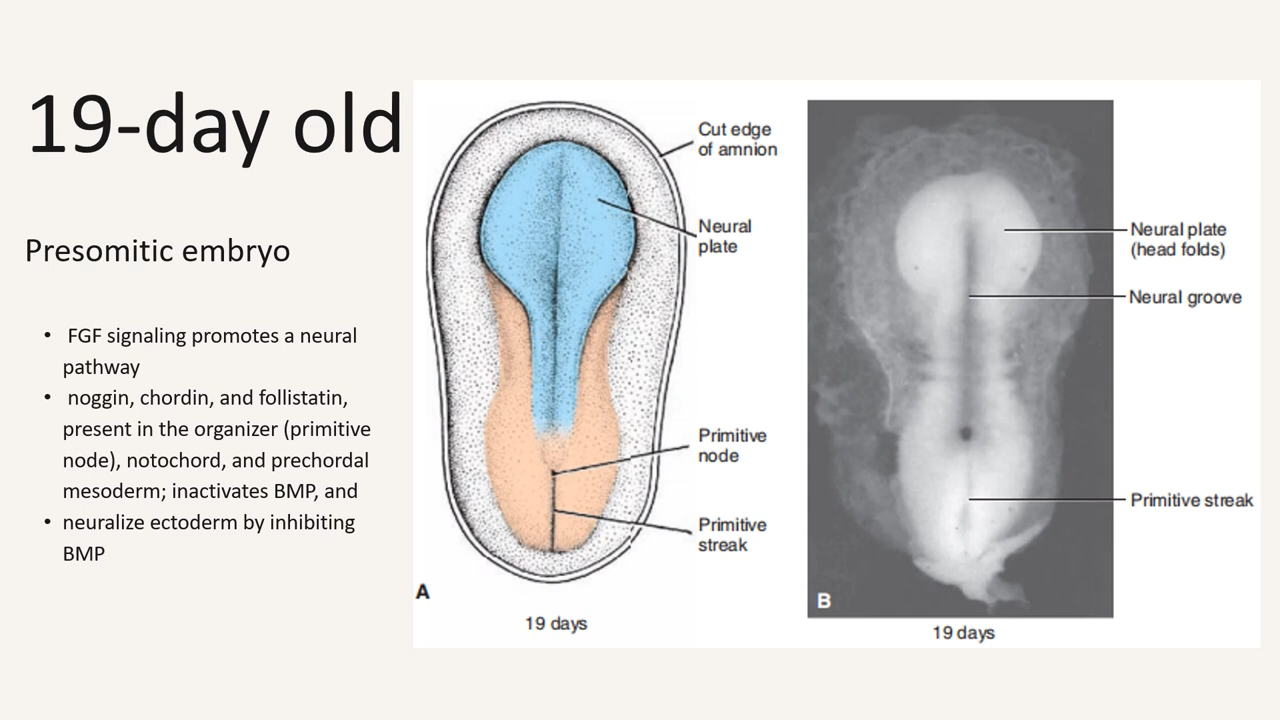 19-day old
Presomitic embryo
• FGF signaling promotes a neural
pathway
• noggin, chordin, and follistatin,
present in the organizer (primitive
node), notochord, and prechordal
mesoderm; inactivates BMP, and
• neuralize ectoderm by inhibiting
BMP
Cut edge
of amnion
Neural
plate
Primitive
node
Primitive
streak
A
19 days
Neural plate
(head folds)
Neural groove
Primitive streak
B
19 days